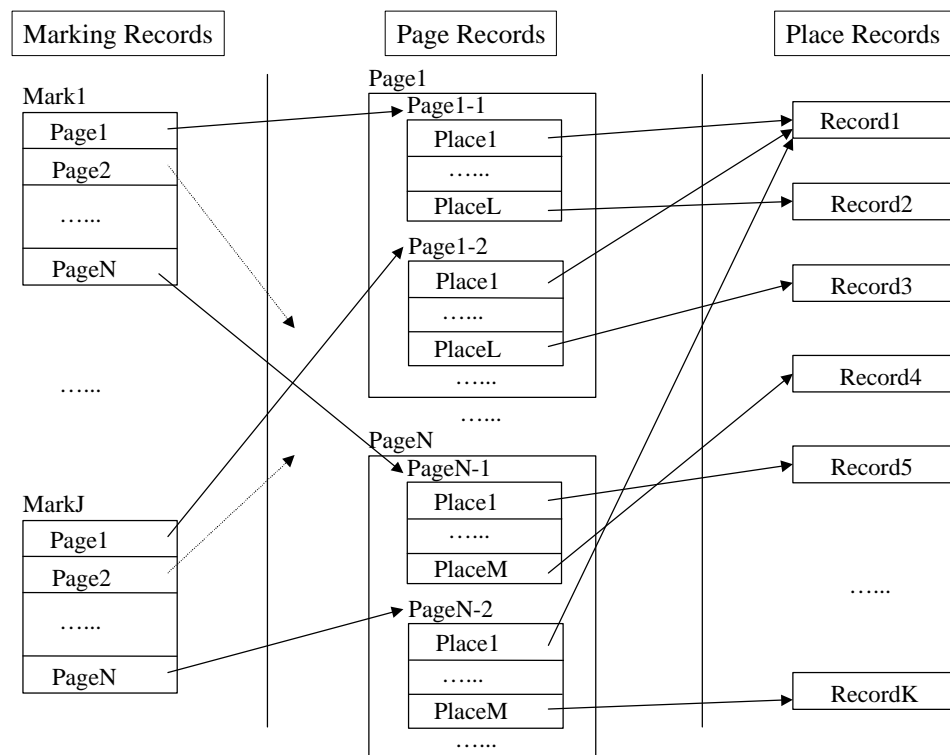 Marking Records
Page Records
Place Records
Mark1
Page1
Page2
…...
PageN
…...
MarkJ
Page1
Page2
…...
PageN
Page1
Page1-1
Place1
…...
PlaceL
Page1-2
Place1
…...
PlaceL
…...
…...
PageN
PageN-1
Place1
…...
PlaceM
PageN-2
Place1
…...
PlaceM
…...
Record1
Record2
Record3
Record4
Record5
…...
RecordK